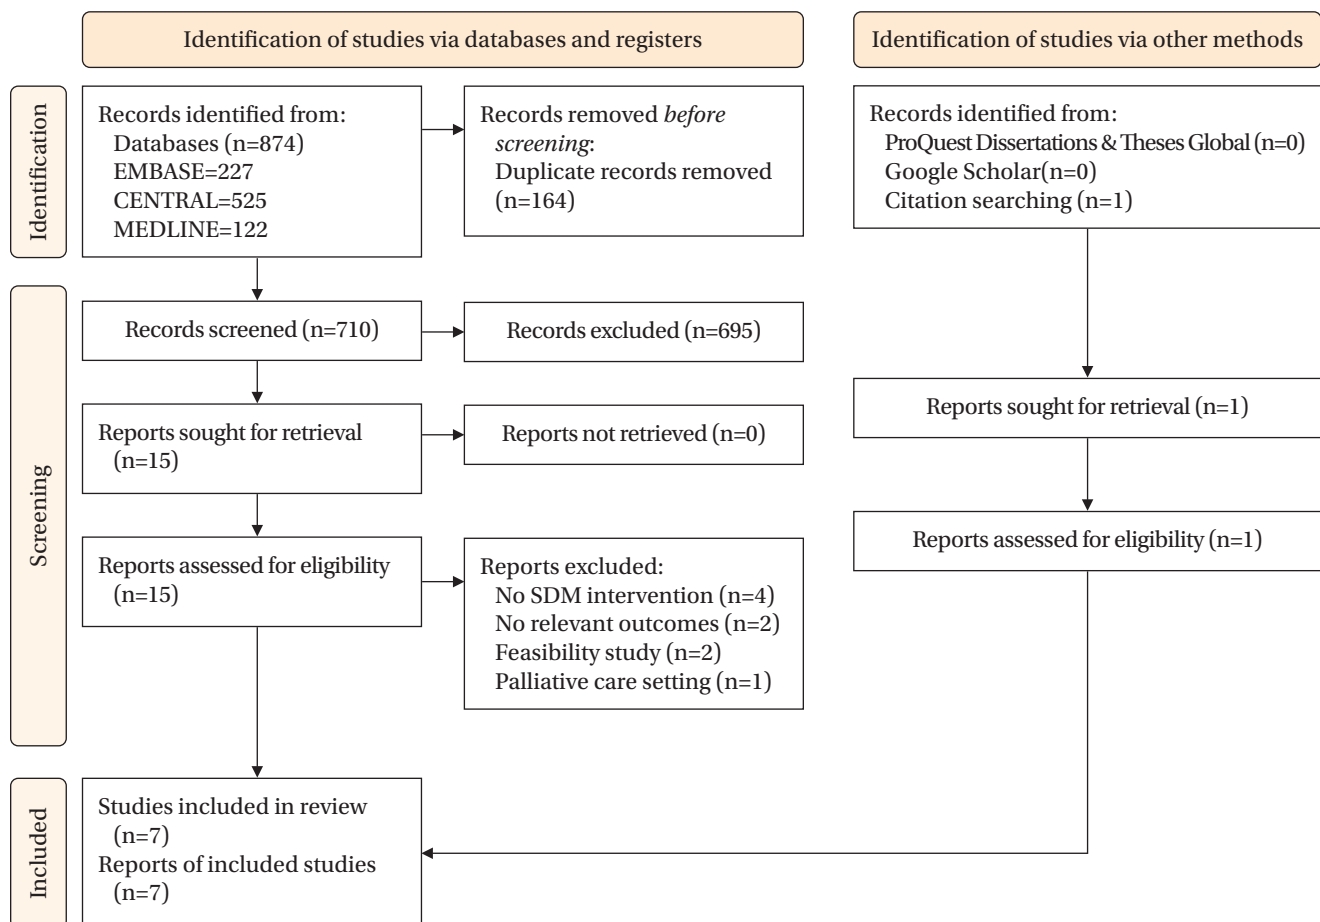 Identification of studies via databases and registers
Identification of studies via other methods
Identification
Records identified from:
Databases (n=874)
EMBASE=227
CENTRAL=525
MEDLINE=122
Records removed before
screening:
Duplicate records removed
(n=164)
Records identified from:
ProQuest Dissertations & Theses Global (n=0)
Google Scholar(n=0)
Citation searching (n=1)
Screening
Records screened (n=710)
Records excluded (n=695)
Reports sought for retrieval
(n=15)
Reports not retrieved (n=0)
Reports sought for retrieval (n=1)
Reports assessed for eligibility
(n=15)
Reports excluded:
No SDM intervention (n=4)
No relevant outcomes (n=2)
Feasibility study (n=2)
Palliative care setting (n=1)
Reports assessed for eligibility (n=1)
Included
Studies included in review
(n=7)
Reports of included studies
(n=7)